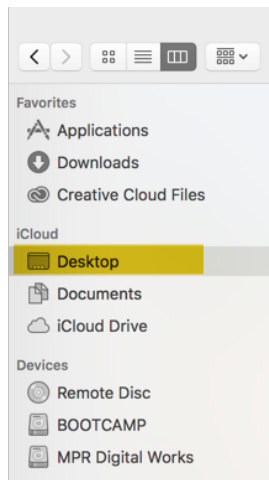 Favorites
Applications
Downloads
Creative Cloud Files
iCloud
Desktop
Documents
iCloud Drive
Devices
Remote Disc
BOOTCAMP
MPR Digital Works